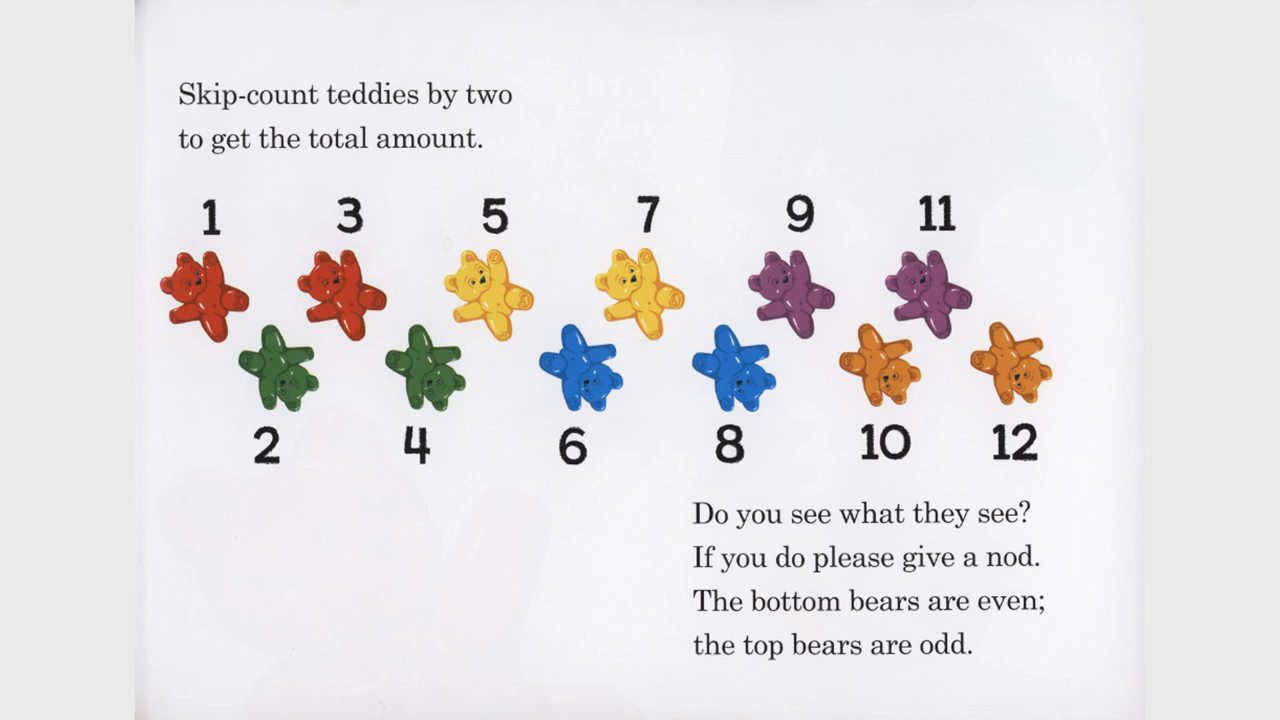 Skip-count teddies by two
to get the total amount.
1 3 5 7 9 11
2 4 6 8 10 12
Do you see what they see?
If you do please give a nod.
The bottom bears are even;
the top bears are odd.